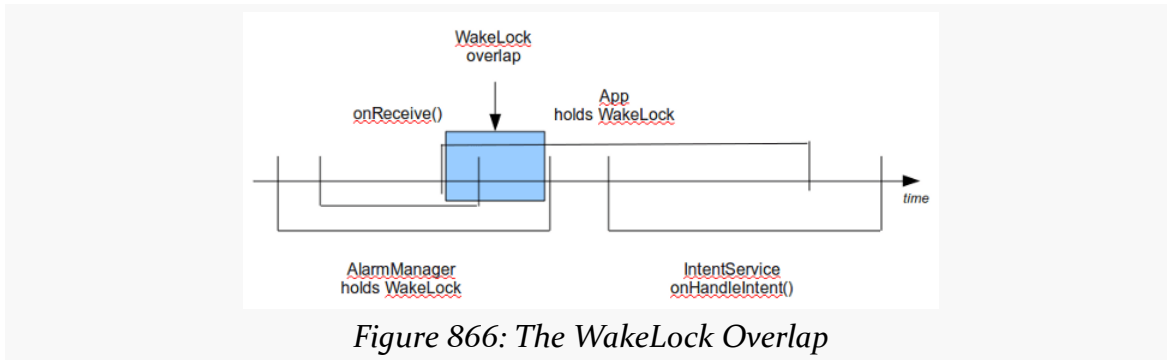 WakeLock
overlap
App
onReceive()
holds WakeLock
time
AlarmManager
holds WakeLock
IntentService
onHandleIntent()
Figure 866: The WakeLock Overlap